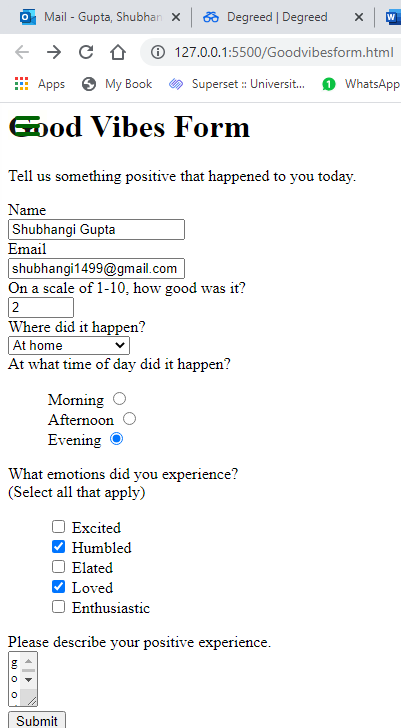 Mail - Gupta, Shubhan
Degreed | Degreed
127.0.0.1:5500/Goodvibesform.html
Apps
My Book
Superset :: Universit...
1
WhatsApp
Good Vibes Form
Tell us something positive that happened to you today.
Name
Shubhangi Gupta
Email
shubhangi1499@gmail.com
On a scale of 1-10, how good was it?
2
Where did it happen?
At home
At what time of day did it happen?
Morning
Afternoon
Evening
What emotions did you experience?
(Select all that apply)
Excited
Humbled
Elated
Loved
Enthusiastic
Please describe your positive experience.
g
o
o
Submit